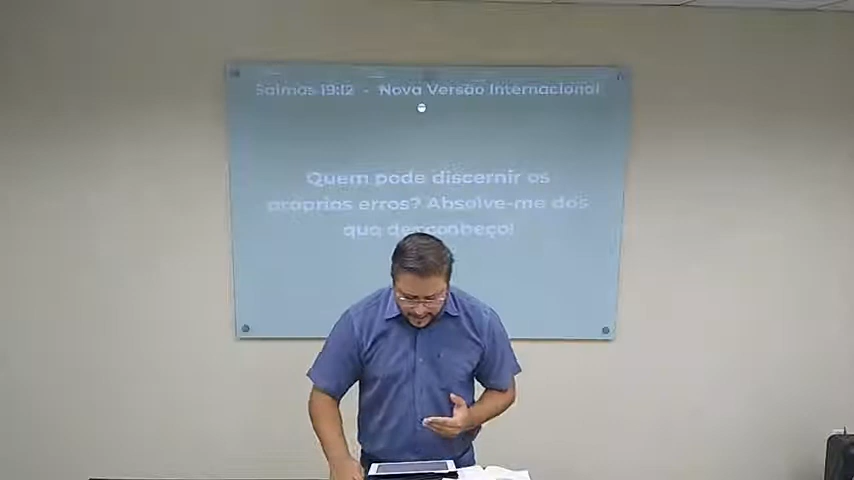 Salmos 19:12 - Nova Versão Internacional
Quem pode discernir os
próprios erros? Absolve-me dos
que desconheço!